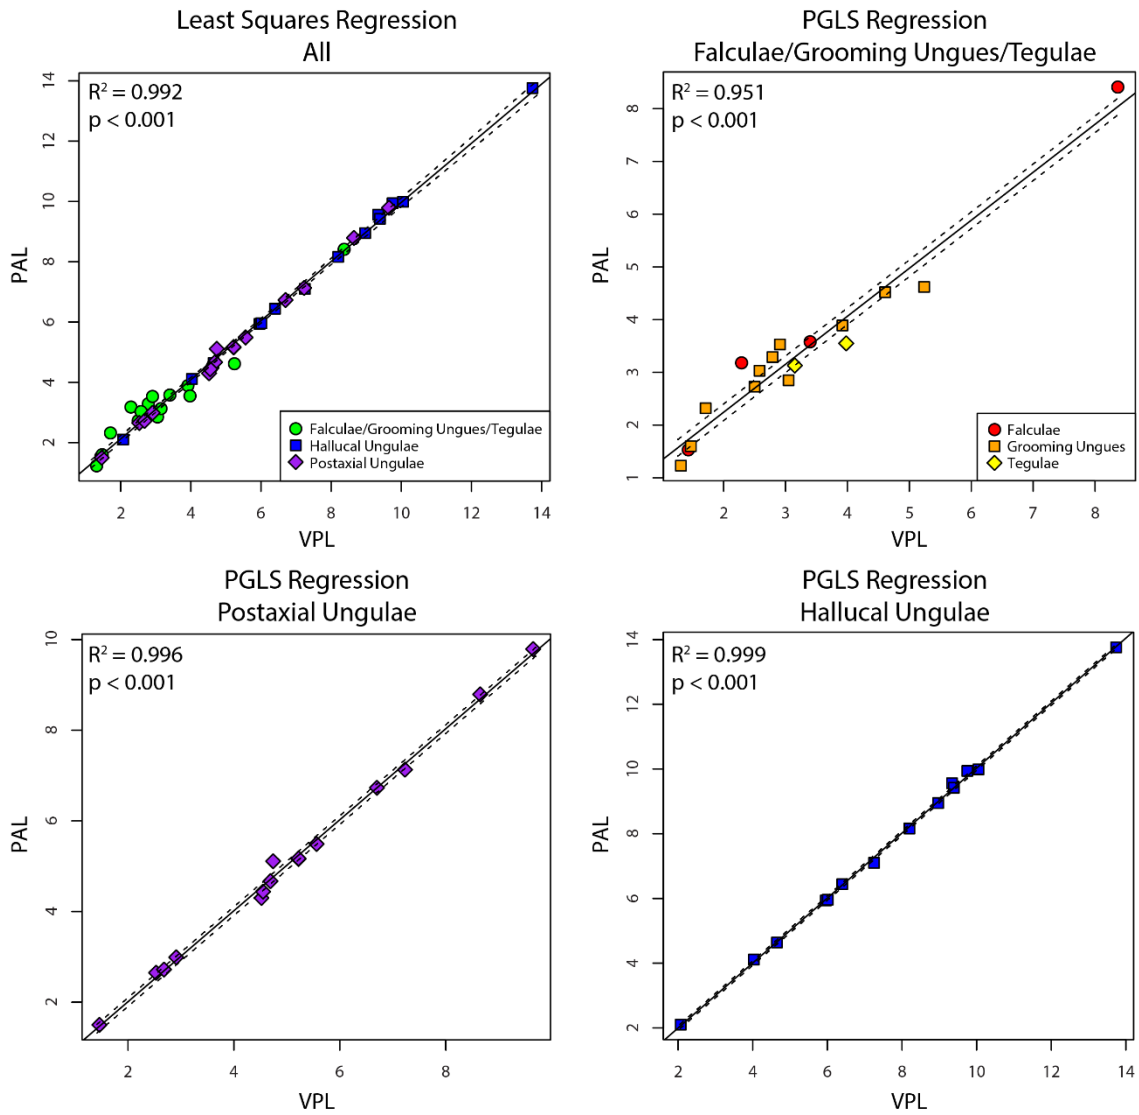 Least Squares Regression
All
R² = 0.992
p < 0.001
PAL
14
12
10
8
6
4
2
Falculae/Grooming Ungues/Tegulae
Hallucal Ungulae
Postaxial Ungulae
2 4 6 8 10 12 14
VPL
PGLS Regression
Falculae/Grooming Ungues/Tegulae
R² = 0.951
p < 0.001
PAL
8
7
6
5
4
3
2
1
Falculae
Grooming Ungues
Tegulae
2 3 4 5 6 7 8
VPL
PGLS Regression
Postaxial Ungulae
R² = 0.996
p < 0.001
PAL
10
8
6
4
2
2 4 6 8
VPL
PGLS Regression
Hallucal Ungulae
R² = 0.999
p < 0.001
PAL
14
12
10
8
6
4
2
2 4 6 8 10 12 14
VPL